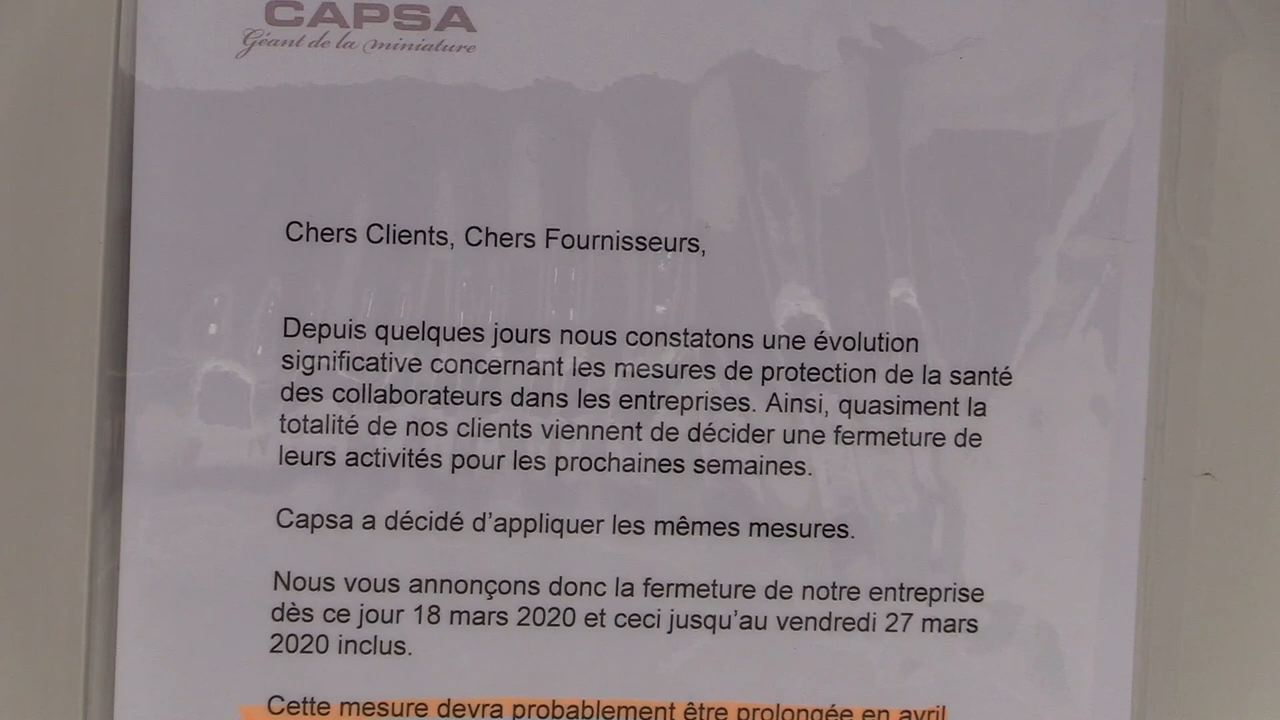 CAPSA
Géant de la miniature
Chers Clients, Chers Fournisseurs,
Depuis quelques jours nous constatons une évolution
significative concernant les mesures de protection de la santé
des collaborateurs dans les entreprises. Ainsi, quasiment la
totalité de nos clients viennent de décider une fermeture de
leurs activités pour les prochaines semaines.
Capsa a décidé d'appliquer les mêmes mesures.
Nous vous annonçons donc la fermeture de notre entreprise
dès ce jour 18 mars 2020 et ceci jusqu'au vendredi 27 mars
2020 inclus.
Cette mesure devra probablement être prolongée en avril